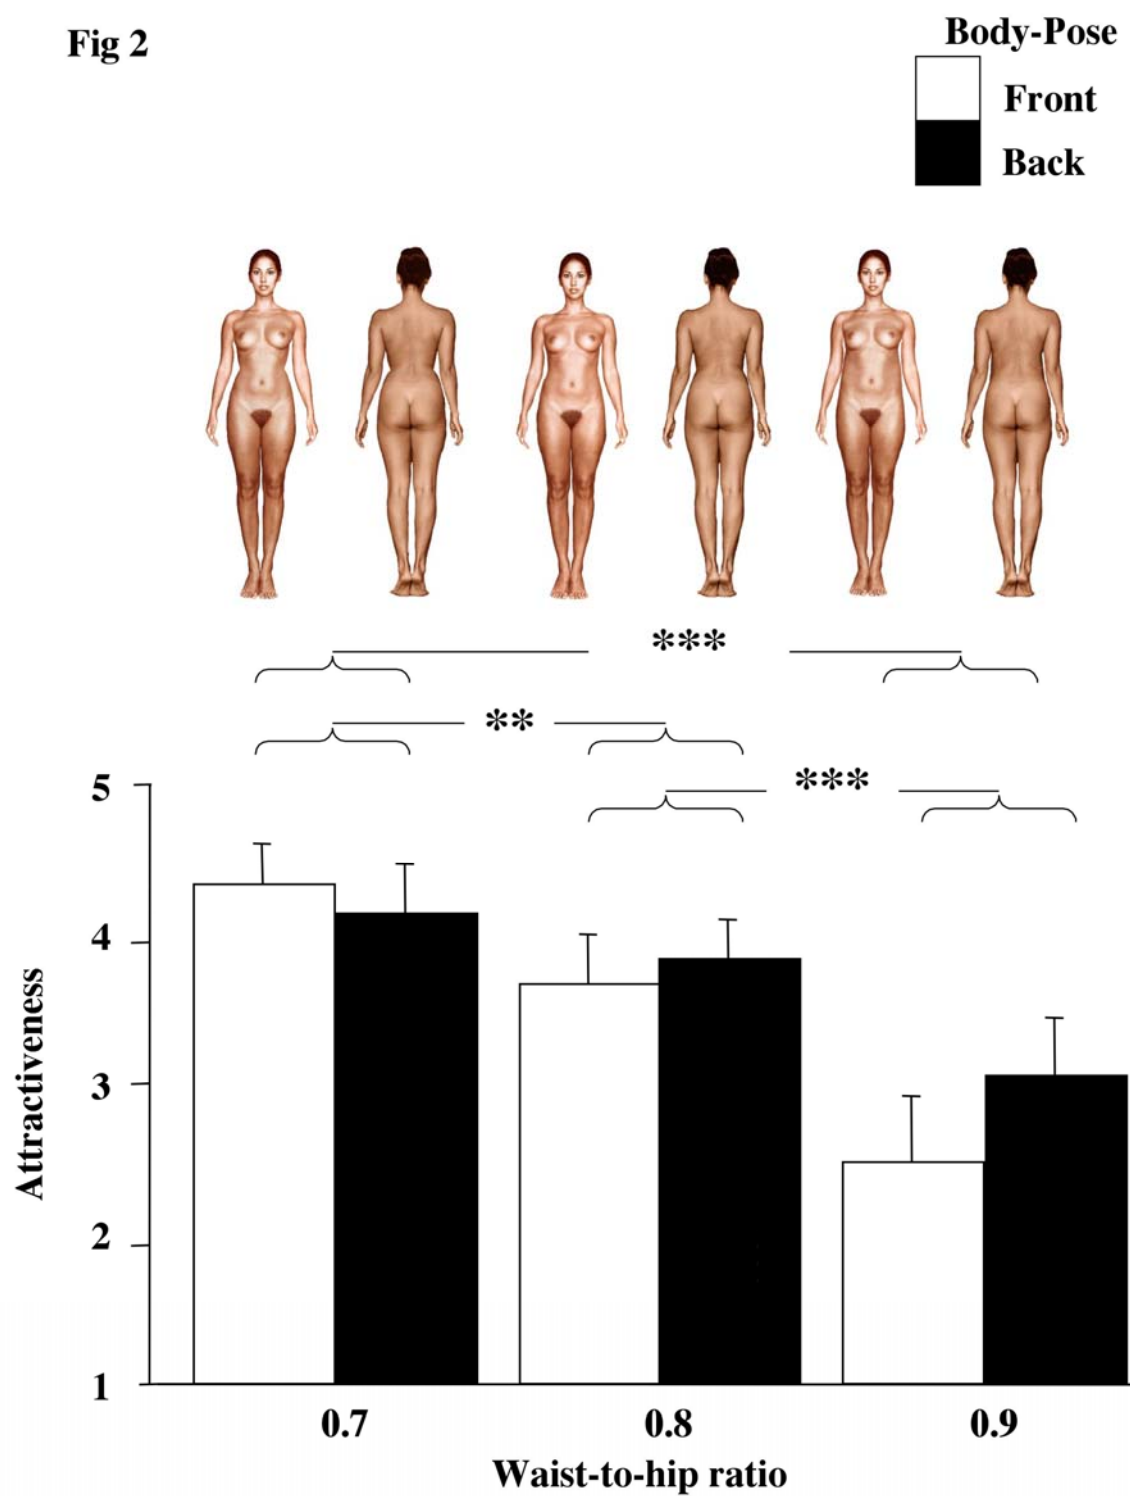 Fig 2
Body-Pose
Front
Back
***
**
***
5
4
3
2
1
Attractiveness
0.7 0.8 0.9
Waist-to-hip ratio